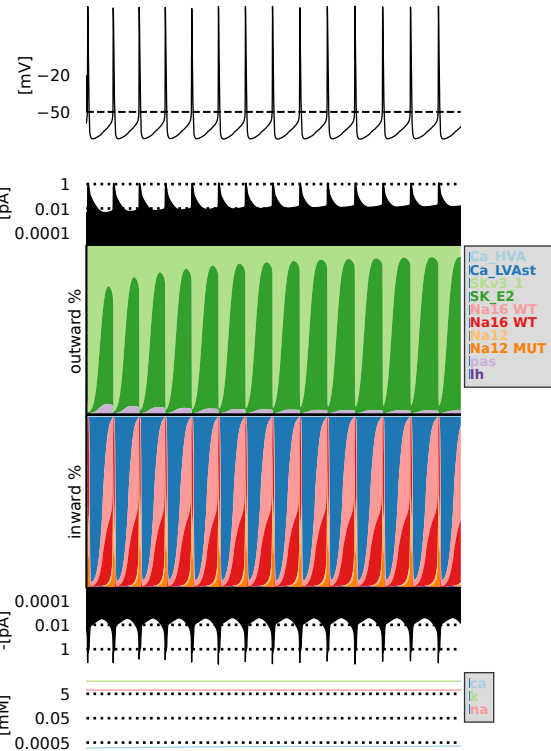 [mV]
−20
−50
[pA]
1
0.01
0.0001
outward %
Ca_HVA
Ca_LVAst
SKv3_1
SK_E2
Na16 WT
Na16 WT
Na12
Na12 MUT
pas
Ih
inward %
0.0001
0.01
1
-[pA]
[mM]
5
0.05
0.0005
ca
k
na